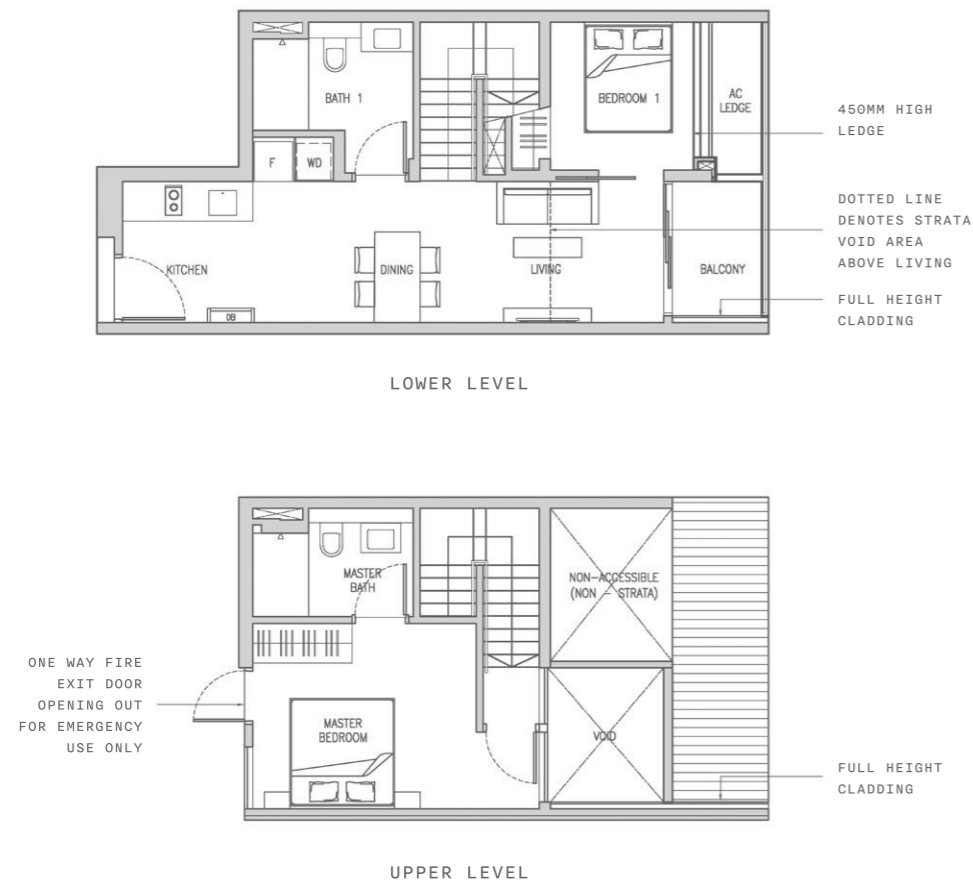 BATH 1
BEDROOM 1
AC
LEDGE
450MM HIGH
LEDGE
F
WD
DOTTED LINE
DENOTES STRATA
VOID AREA
ABOVE LIVING
KITCHEN
DINING
LIVING
BALCONY
FULL HEIGHT
CLADDING
DB
LOWER LEVEL
MASTER
BATH
NON-ACCESSIBLE
(NON - STRATA)
ONE WAY FIRE
EXIT DOOR
OPENING OUT
FOR EMERGENCY
USE ONLY
MASTER
BEDROOM
VOID
FULL HEIGHT
CLADDING
UPPER LEVEL